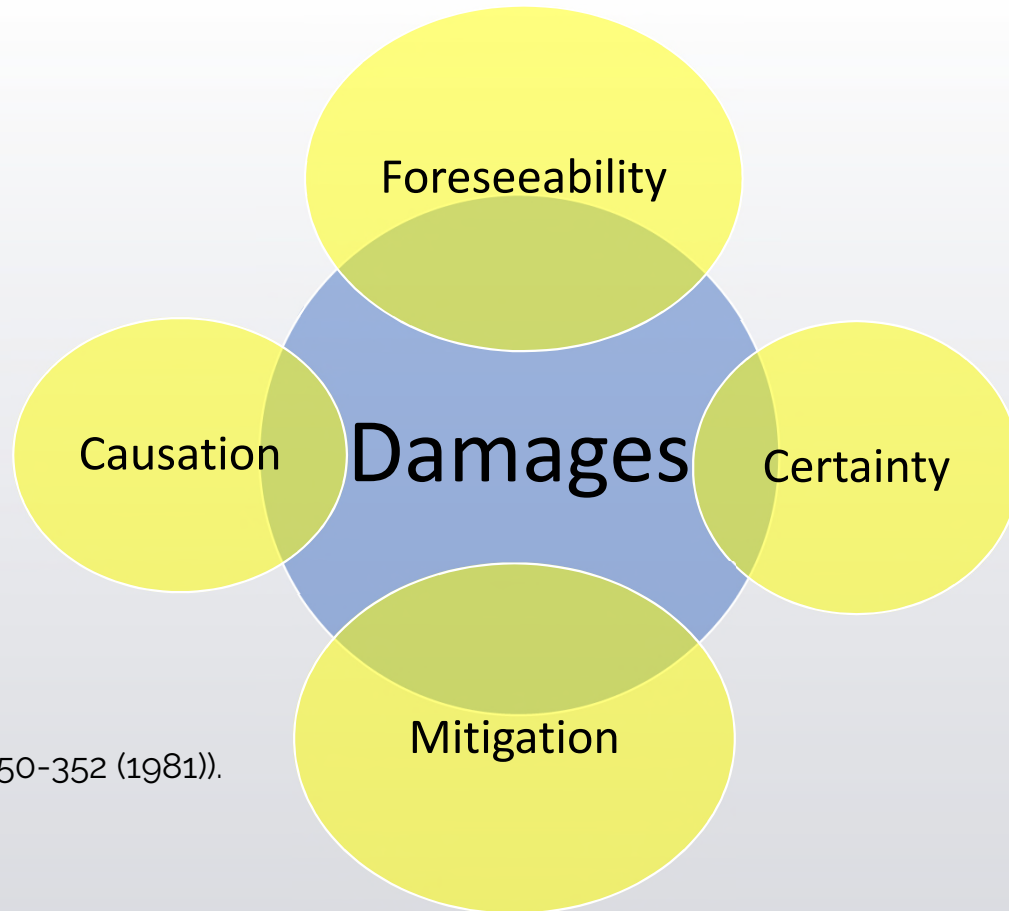 Foreseeability
Causation
Damages
Certainty
Mitigation
50-352 (1981)).